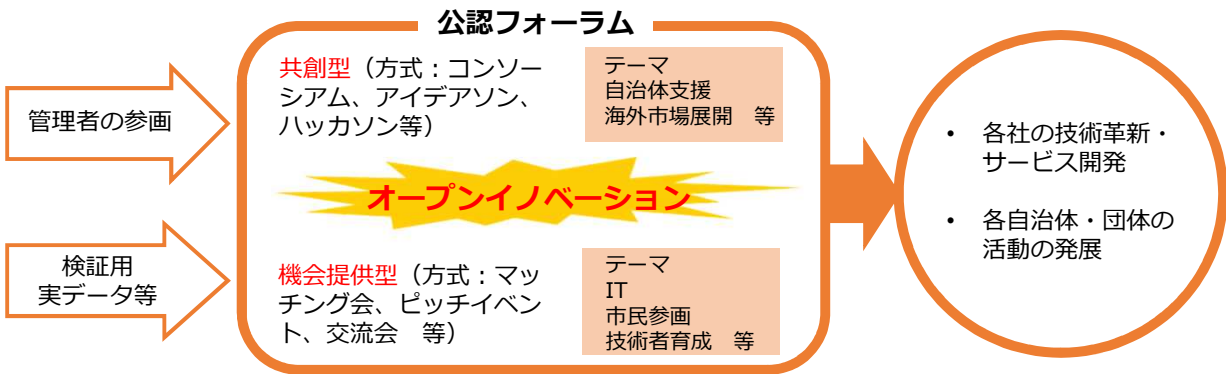 公認フォーラム
管理者の参画
検証用
実データ等
共創型（方式：コンソー
シアム、アイデアソン、
ハッカソン等）
テーマ
自治体支援
海外市場展開　等
オープンイノベーション
機会提供型（方式：マッ
チング会、ピッチイベン
ト、交流会　等）
テーマ
IT
市民参画
技術者育成　等
• 各社の技術革新・
サービス開発
• 各自治体・団体の
活動の発展